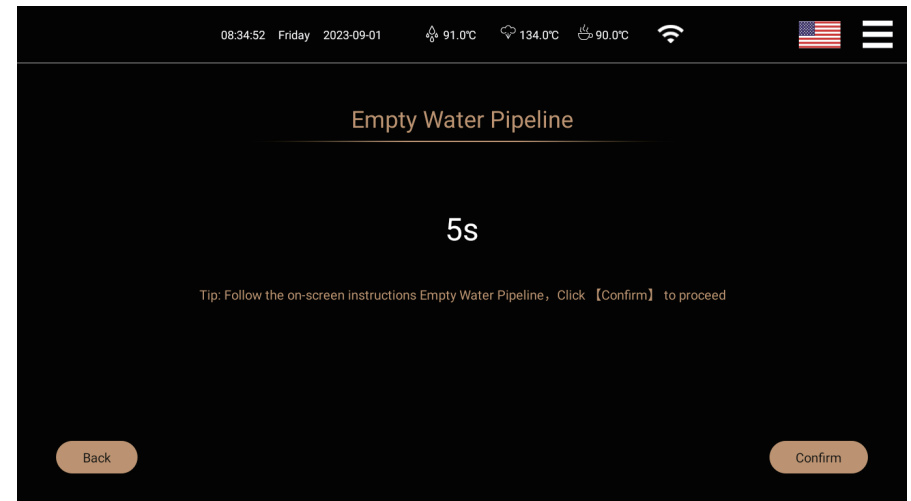 08:34:52 Friday 2023-09-01 91.0℃ 134.0℃ 90.0℃
Empty Water Pipeline
5s
Tip: Follow the on-screen instructions Empty Water Pipeline，Click 【Confirm】 to proceed
Back Confirm